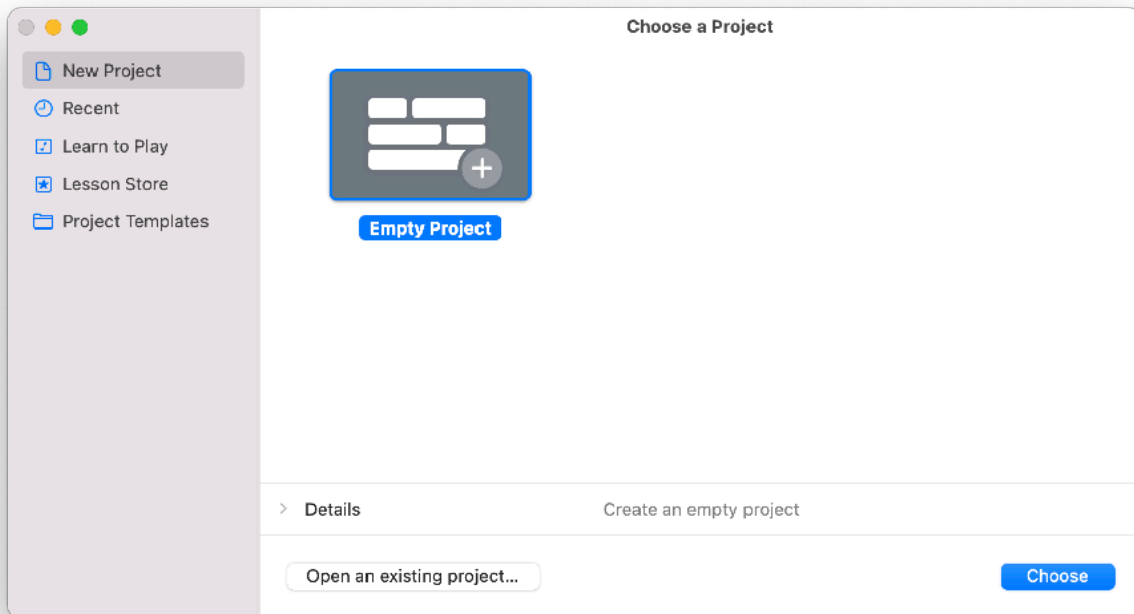 Choose a Project
New Project
Recent
Learn to Play
Lesson Store
Project Templates
Empty Project
Details
Create an empty project
Open an existing project...
Choose